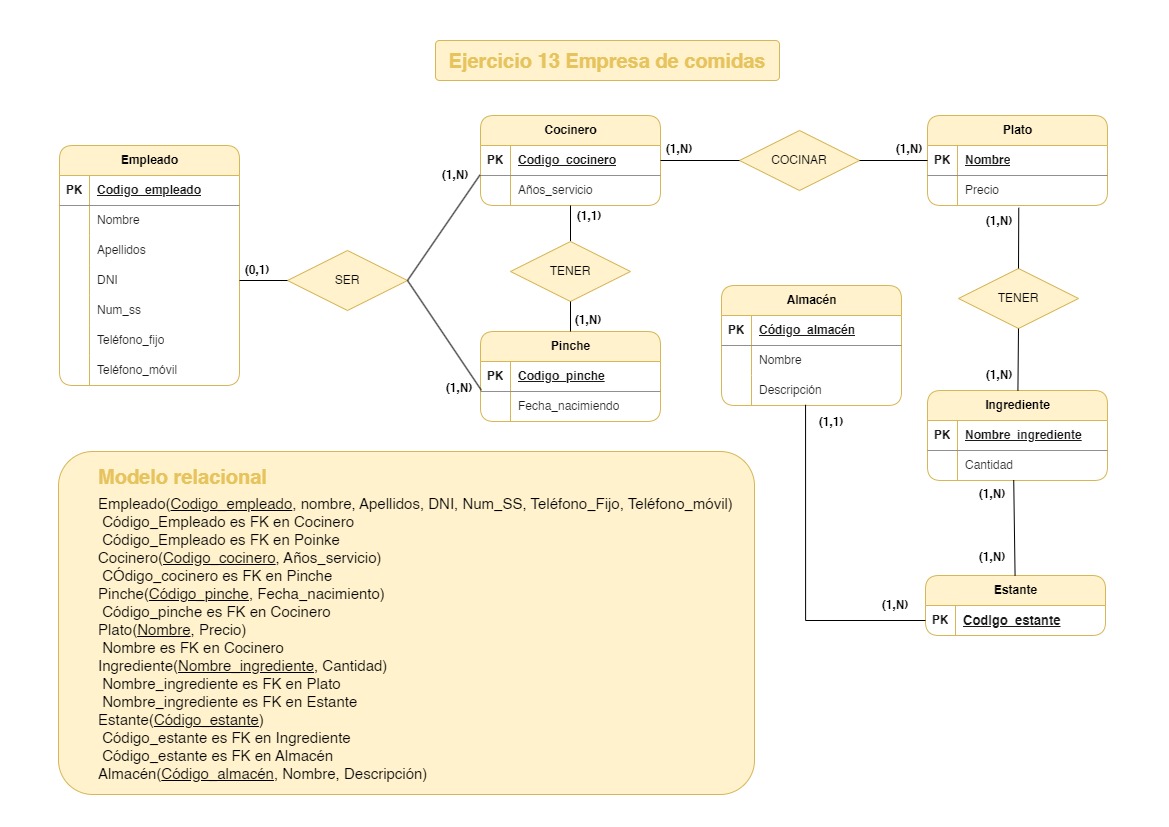 Ejercicio 13 Empresa de comidas
Empleado
PK Codigo_empleado
Nombre
Apellidos
DNI
Num_ss
Teléfono_fijo
Teléfono_móvil
(0,1)
SER
(1,N)
(1,N)
Cocinero
PK Codigo_cocinero
Años_servicio
(1,1)
TENER
(1,N)
Pinche
PK Codigo_pinche
Fecha_nacimiendo
(1,N)
COCINAR
(1,N)
Plato
PK Nombre
Precio
(1,N)
TENER
(1,N)
Ingrediente
PK Nombre_ingrediente
Cantidad
(1,N)
(1,N)
Estante
PK Codigo_estante
(1,N)
Almacén
PK Código_almacén
Nombre
Descripción
(1,1)
Modelo relacional
Empleado(Codigo_empleado, nombre, Apellidos, DNI, Num_SS, Teléfono_Fijo, Teléfono_móvil)
Código_Empleado es FK en Cocinero
Código_Empleado es FK en Poinke
Cocinero(Codigo_cocinero, Años_servicio)
CÓdigo_cocinero es FK en Pinche
Pinche(Código_pinche, Fecha_nacimiento)
Código_pinche es FK en Cocinero
Plato(Nombre, Precio)
Nombre es FK en Cocinero
Ingrediente(Nombre_ingrediente, Cantidad)
Nombre_ingrediente es FK en Plato
Nombre_ingrediente es FK en Estante
Estante(Código_estante)
Código_estante es FK en Ingrediente
Código_estante es FK en Almacén
Almacén(Código_almacén, Nombre, Descripción)